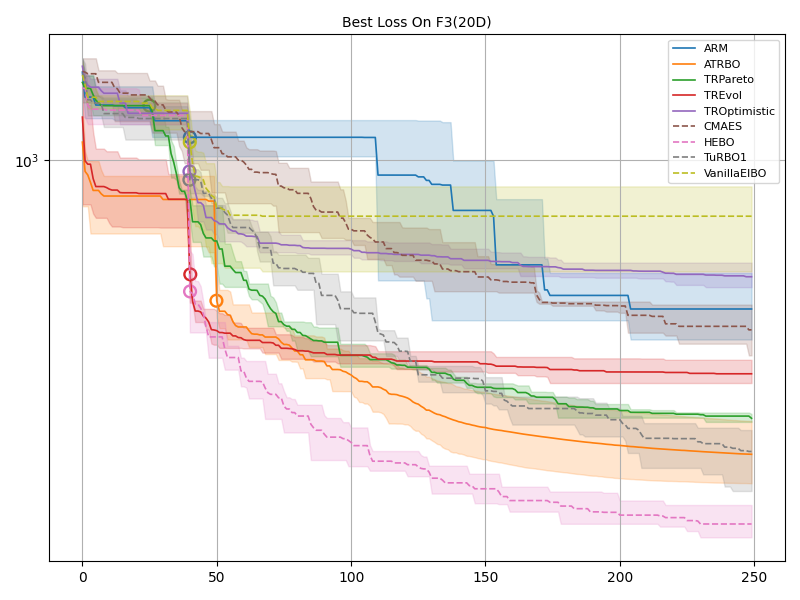 Best Loss On F3(20D)
ARM
ATRBO
TRPareto
TREvol
TROptimistic
CMAES
HEBO
TuRBO1
VanillaEIBO
10³
0 50 100 150 200 250